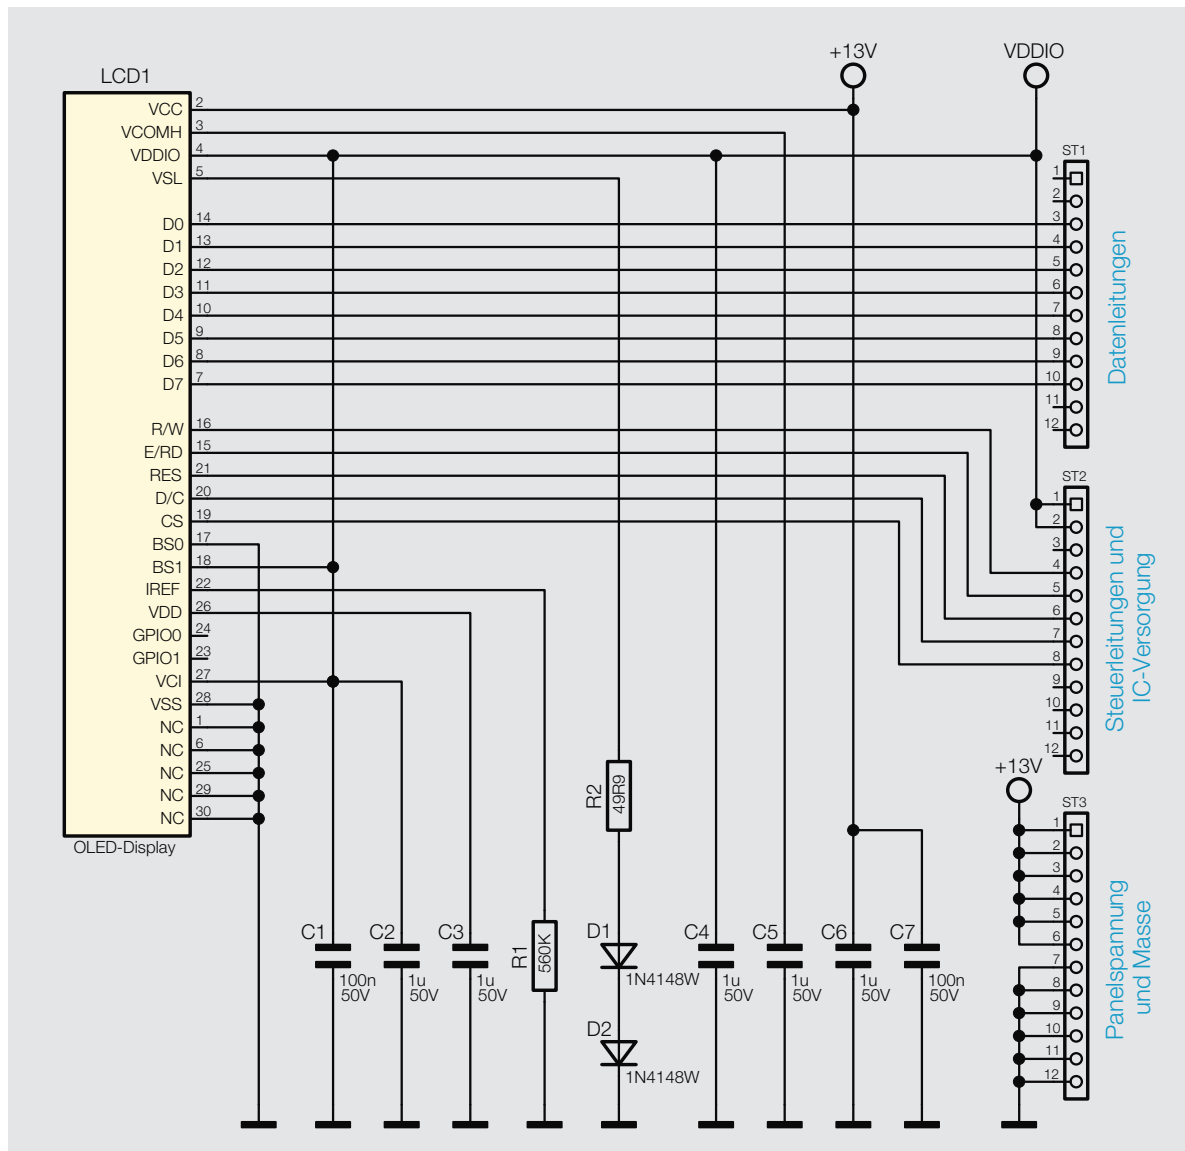 +13V
VDDIO
LCD1
VCC 2
VCOMH 3
VDDIO 4
VSL 5
D0 14
D1 13
D2 12
D3 11
D4 10
D5 9
D6 8
D7 7
R/W 16
E/RD 15
RES 21
D/C 20
CS 19
BS0 17
BS1 18
IREF 22
VDD 26
GPIO0 24
GPIO1 23
VCI 27
VSS 28
NC 1
NC 6
NC 25
NC 29
NC 30
OLED-Display
ST1
1
2
3
4
5
6
7
8
9
10
11
12
Datenleitungen
ST2
1
2
3
4
5
6
7
8
9
10
11
12
Steuerleitungen und
IC-Versorgung
+13V
ST3
1
2
3
4
5
6
7
8
9
10
11
12
Panelspannung
und Masse
C1
100n
50V
C2
1u
50V
C3
1u
50V
R1
560K
R2
49R9
D1
1N4148W
D2
1N4148W
C4
1u
50V
C5
1u
50V
C6
1u
50V
C7
100n
50V